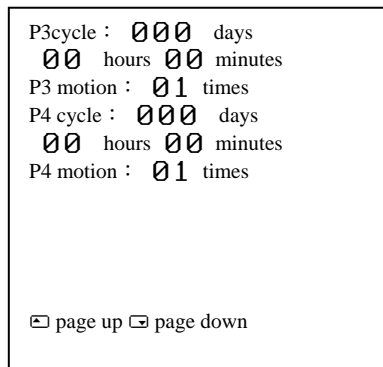 P3cycle： 000 days
00 hours 00 minutes
P3 motion： 01 times
P4 cycle： 000 days
00 hours 00 minutes
P4 motion： 01 times
page up page down